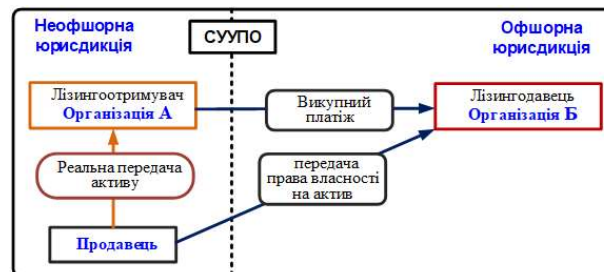 Неофшорна
юрисдикція
СУУПО
Офшорна
юрисдикція
Лізингоотримувач
Організація А
Викупний
платіж
Лізингодавець
Організація Б
Реальна передача
активу
передача
права власності
на актив
Продавець